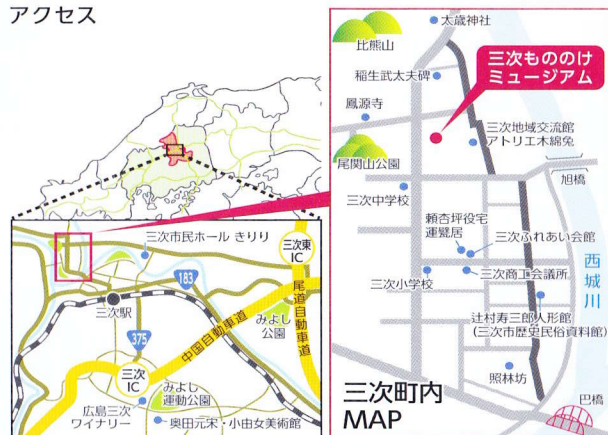 アクセス
三次市民ホール きりり
三次東
IC
183
三次駅
尾道自動車道
みよし
公園
375
中国自動車道
三次
IC
みよし
運動公園
広島三次
ワイナリー
奥田元宋・小由女美術館
太歳神社
比熊山
三次もののけ
ミュージアム
稲生武太夫碑
鳳源寺
三次地域交流館
アトリエ木綿兎
尾関山公園
旭橋
三次中学校
頼杏坪役宅
運甓居
三次ふれあい会館
西城川
三次小学校
三次商工会議所
辻村寿三郎人形館
(三次市歴史民俗資料館)
照林坊
三次町内
MAP
巴橋